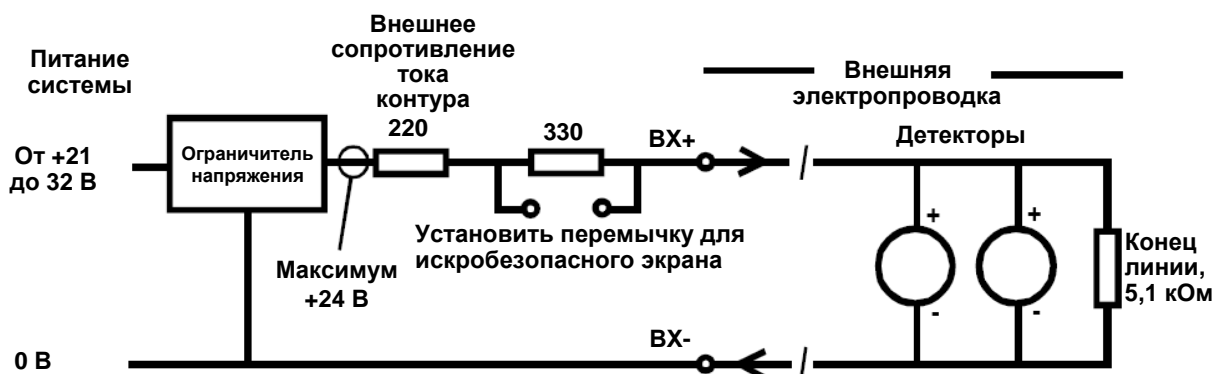 Питание
системы
От +21
до 32 В
0 В
Ограничитель
напряжения
Максимум
+24 В
Внешнее
сопротивление
тока
контура
220
330
Установить перемычку для
искробезопасного экрана
ВХ+
ВХ-
Внешняя
электропроводка
Детекторы
+
-
+
-
Конец
линии,
5,1 кОм